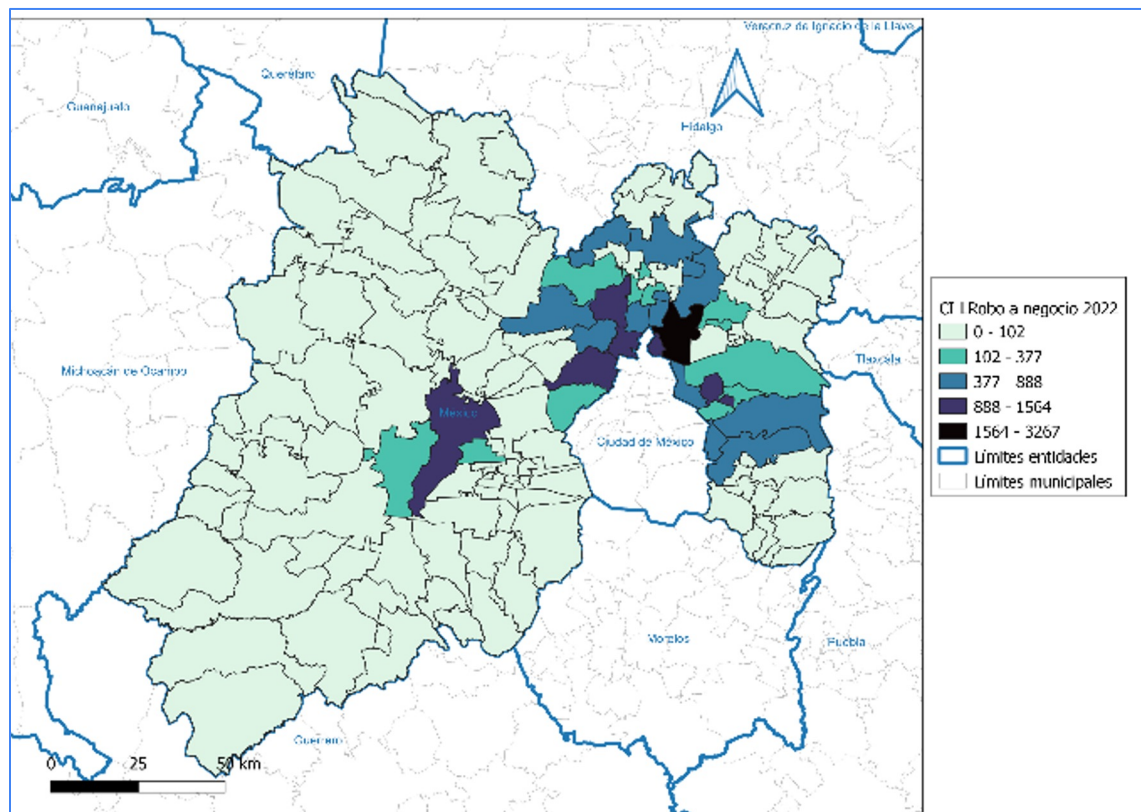 Veracruz de Ignacio de la Llave
Querétaro
Guanajuato
Hidalgo
Tlaxcala
Michoacán de Ocampo
México
Ciudad de México
Morelos
Puebla
Guerrero
0 25 50 km
CT I Robo a negocio 2022
0 - 102
102 - 377
377 - 888
888 - 1564
1564 - 3267
Límites entidades
Límites municipales